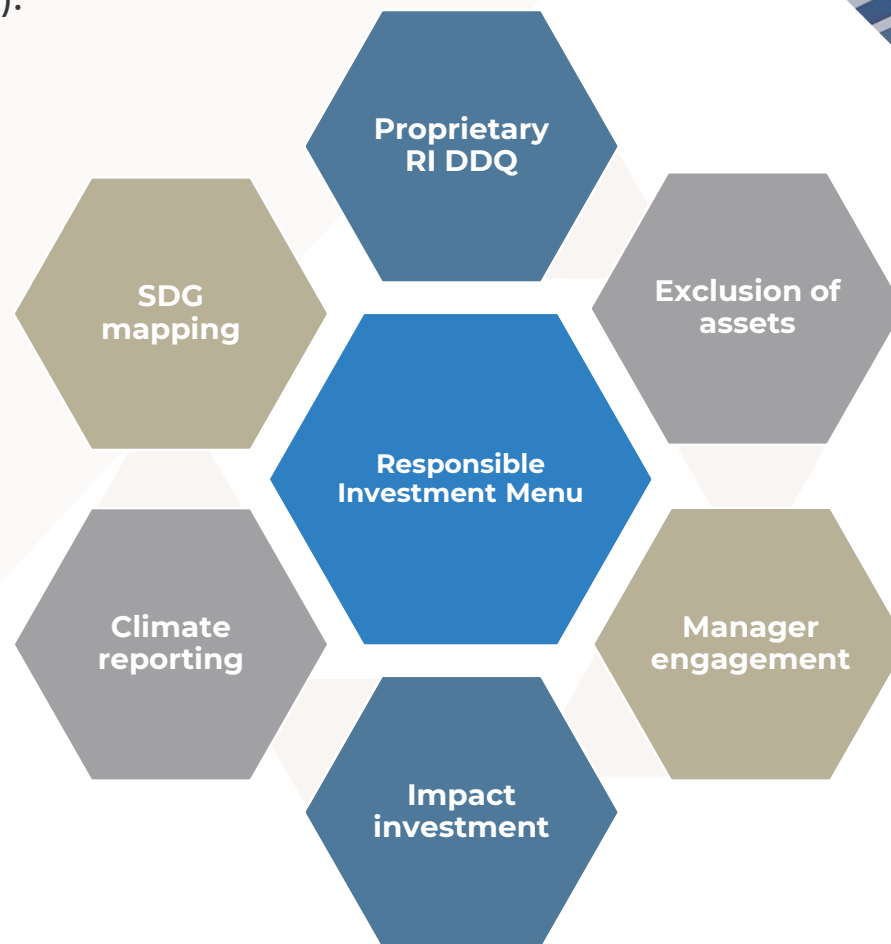 ).
Proprietary
RI DDQ
SDG
mapping
Exclusion of
assets
Responsible
Investment Menu
Climate
reporting
Manager
engagement
Impact
investment